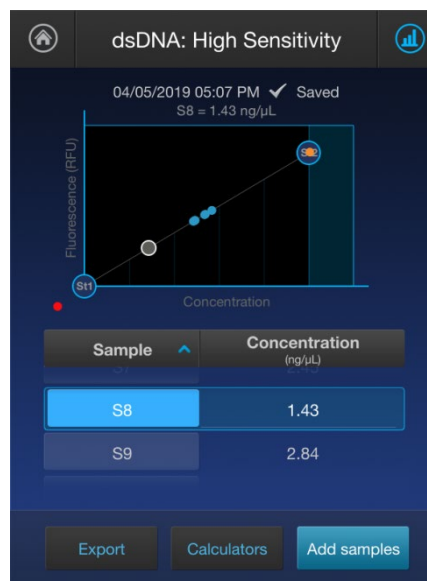 dsDNA: High Sensitivity
04/05/2019 05:07 PM ✓ Saved
S8 = 1.43 ng/µL
Fluorescence (RFU)
St1
Concentration
Sample Concentration
(ng/µL)
S8 1.43
S9 2.84
Export Calculators Add samples